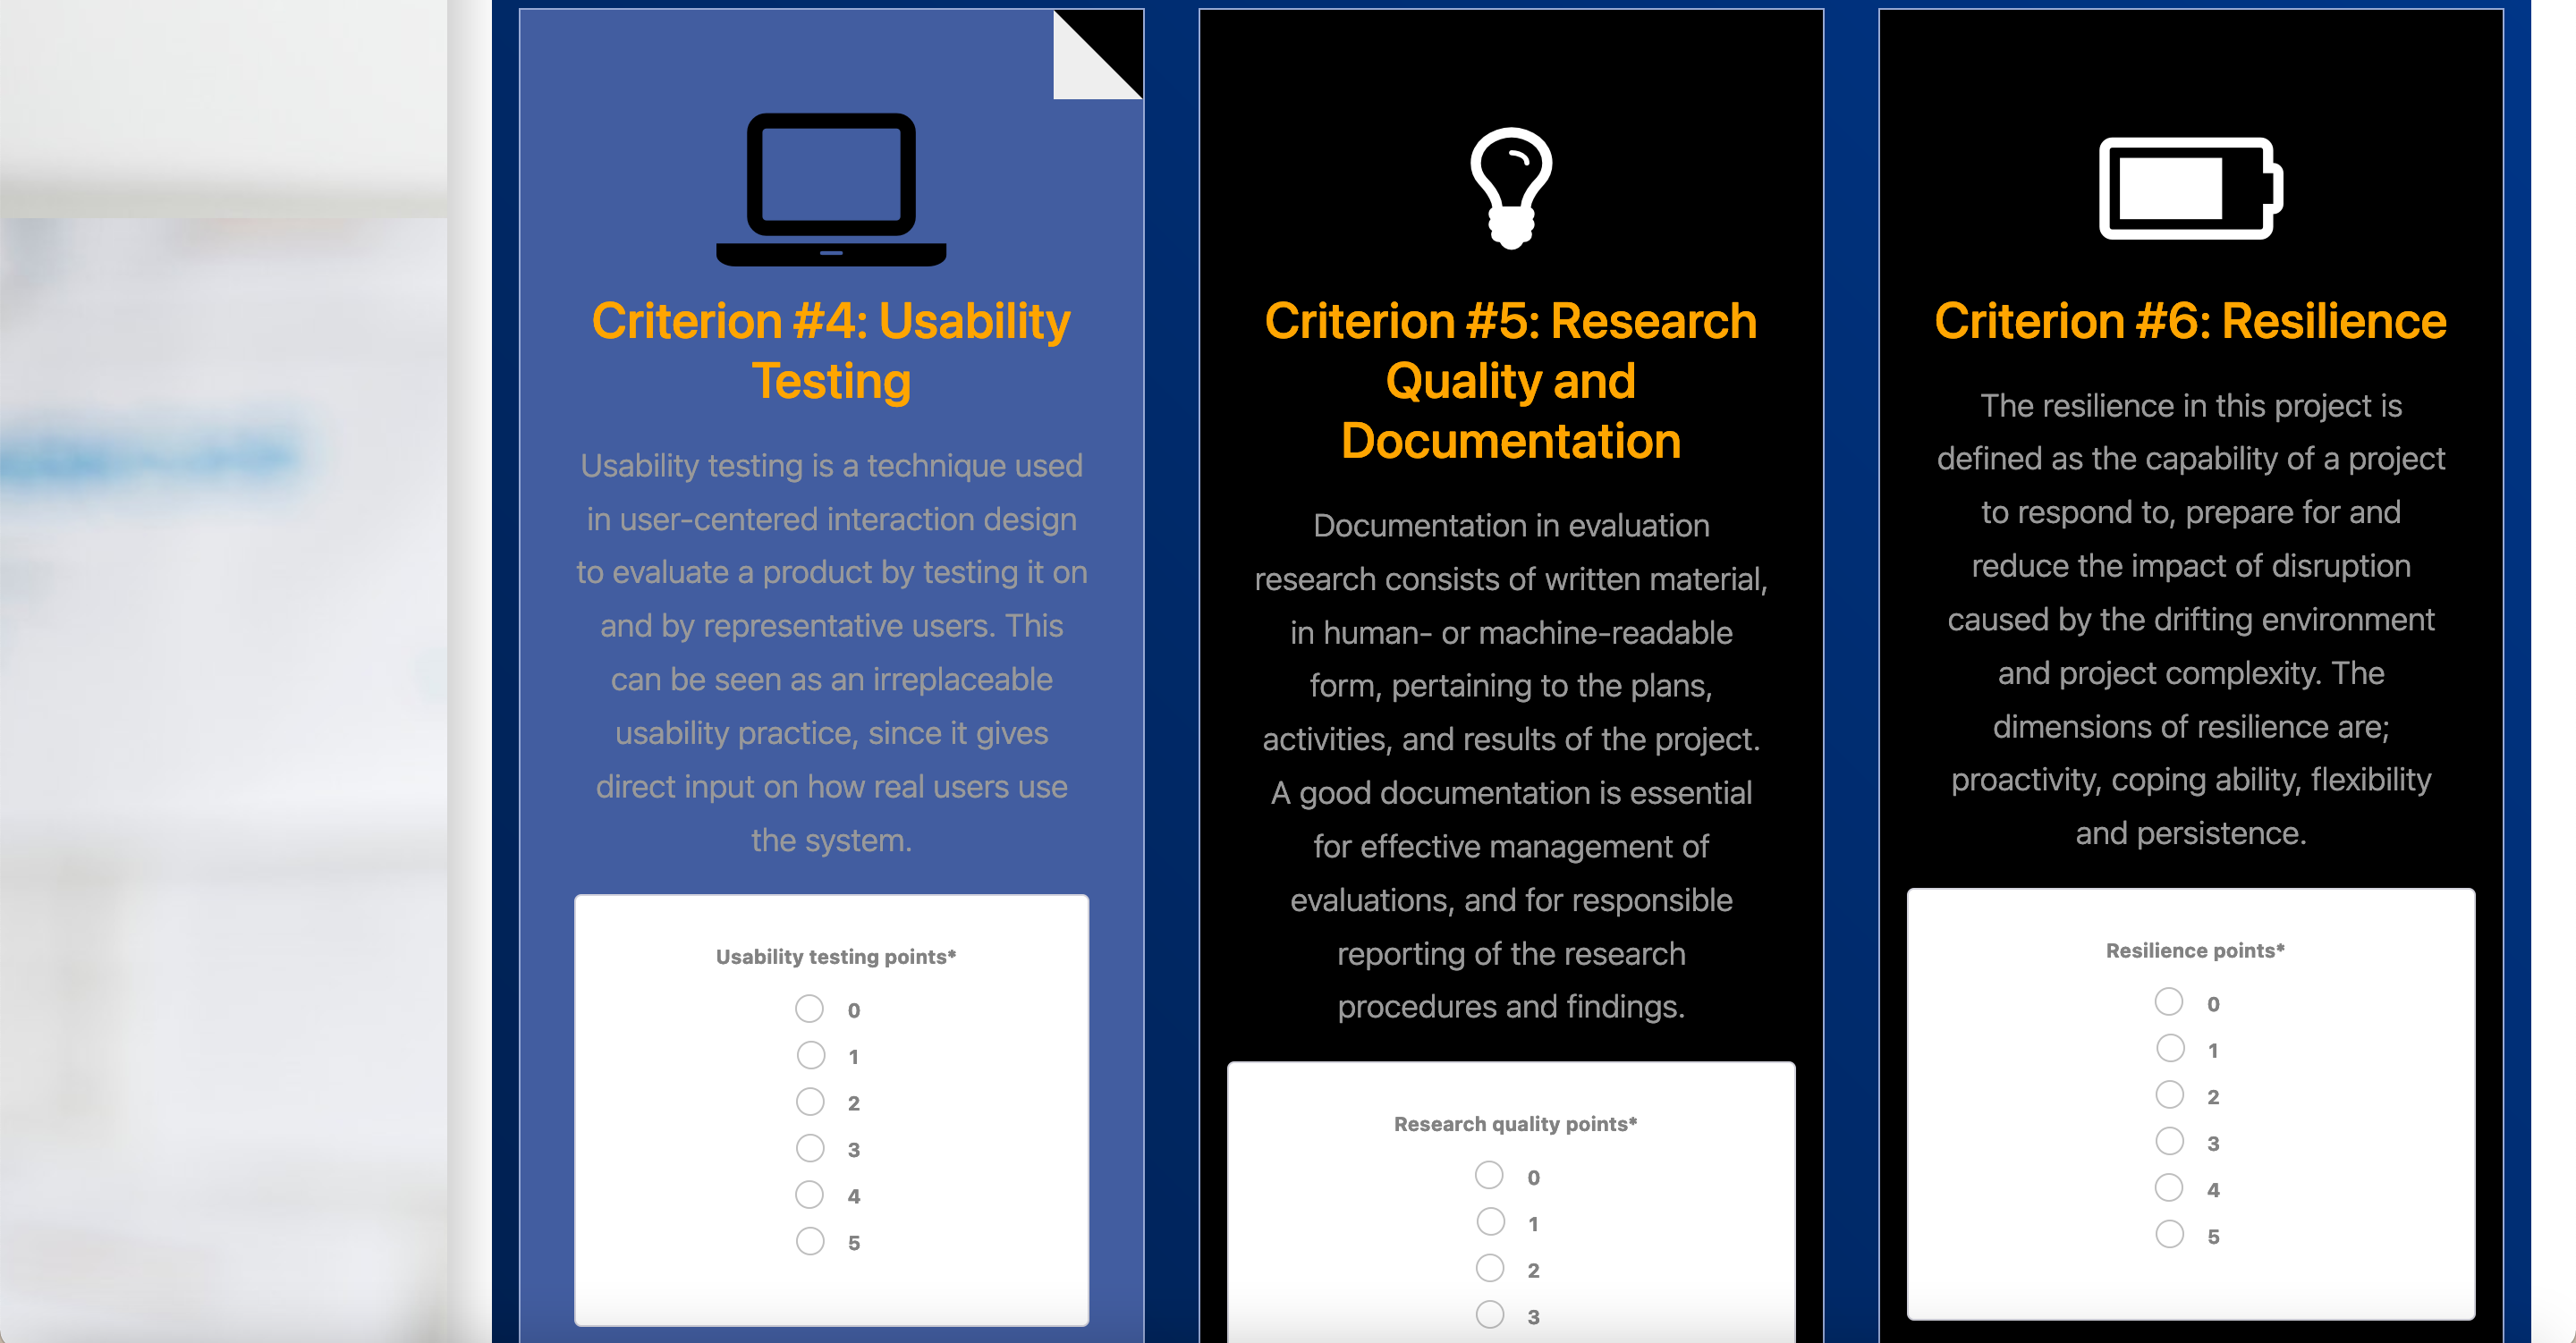 Criterion #4: Usability
Testing
Usability testing is a technique used
in user-centered interaction design
to evaluate a product by testing it on
and by representative users. This
can be seen as an irreplaceable
usability practice, since it gives
direct input on how real users use
the system.
Usability testing points*
0
1
2
3
4
5
Criterion #5: Research
Quality and
Documentation
Documentation in evaluation
research consists of written material,
in human- or machine-readable
form, pertaining to the plans,
activities, and results of the project.
A good documentation is essential
for effective management of
evaluations, and for responsible
reporting of the research
procedures and findings.
Research quality points*
0
1
2
3
Criterion #6: Resilience
The resilience in this project is
defined as the capability of a project
to respond to, prepare for and
reduce the impact of disruption
caused by the drifting environment
and project complexity. The
dimensions of resilience are;
proactivity, coping ability, flexibility
and persistence.
Resilience points*
0
1
2
3
4
5